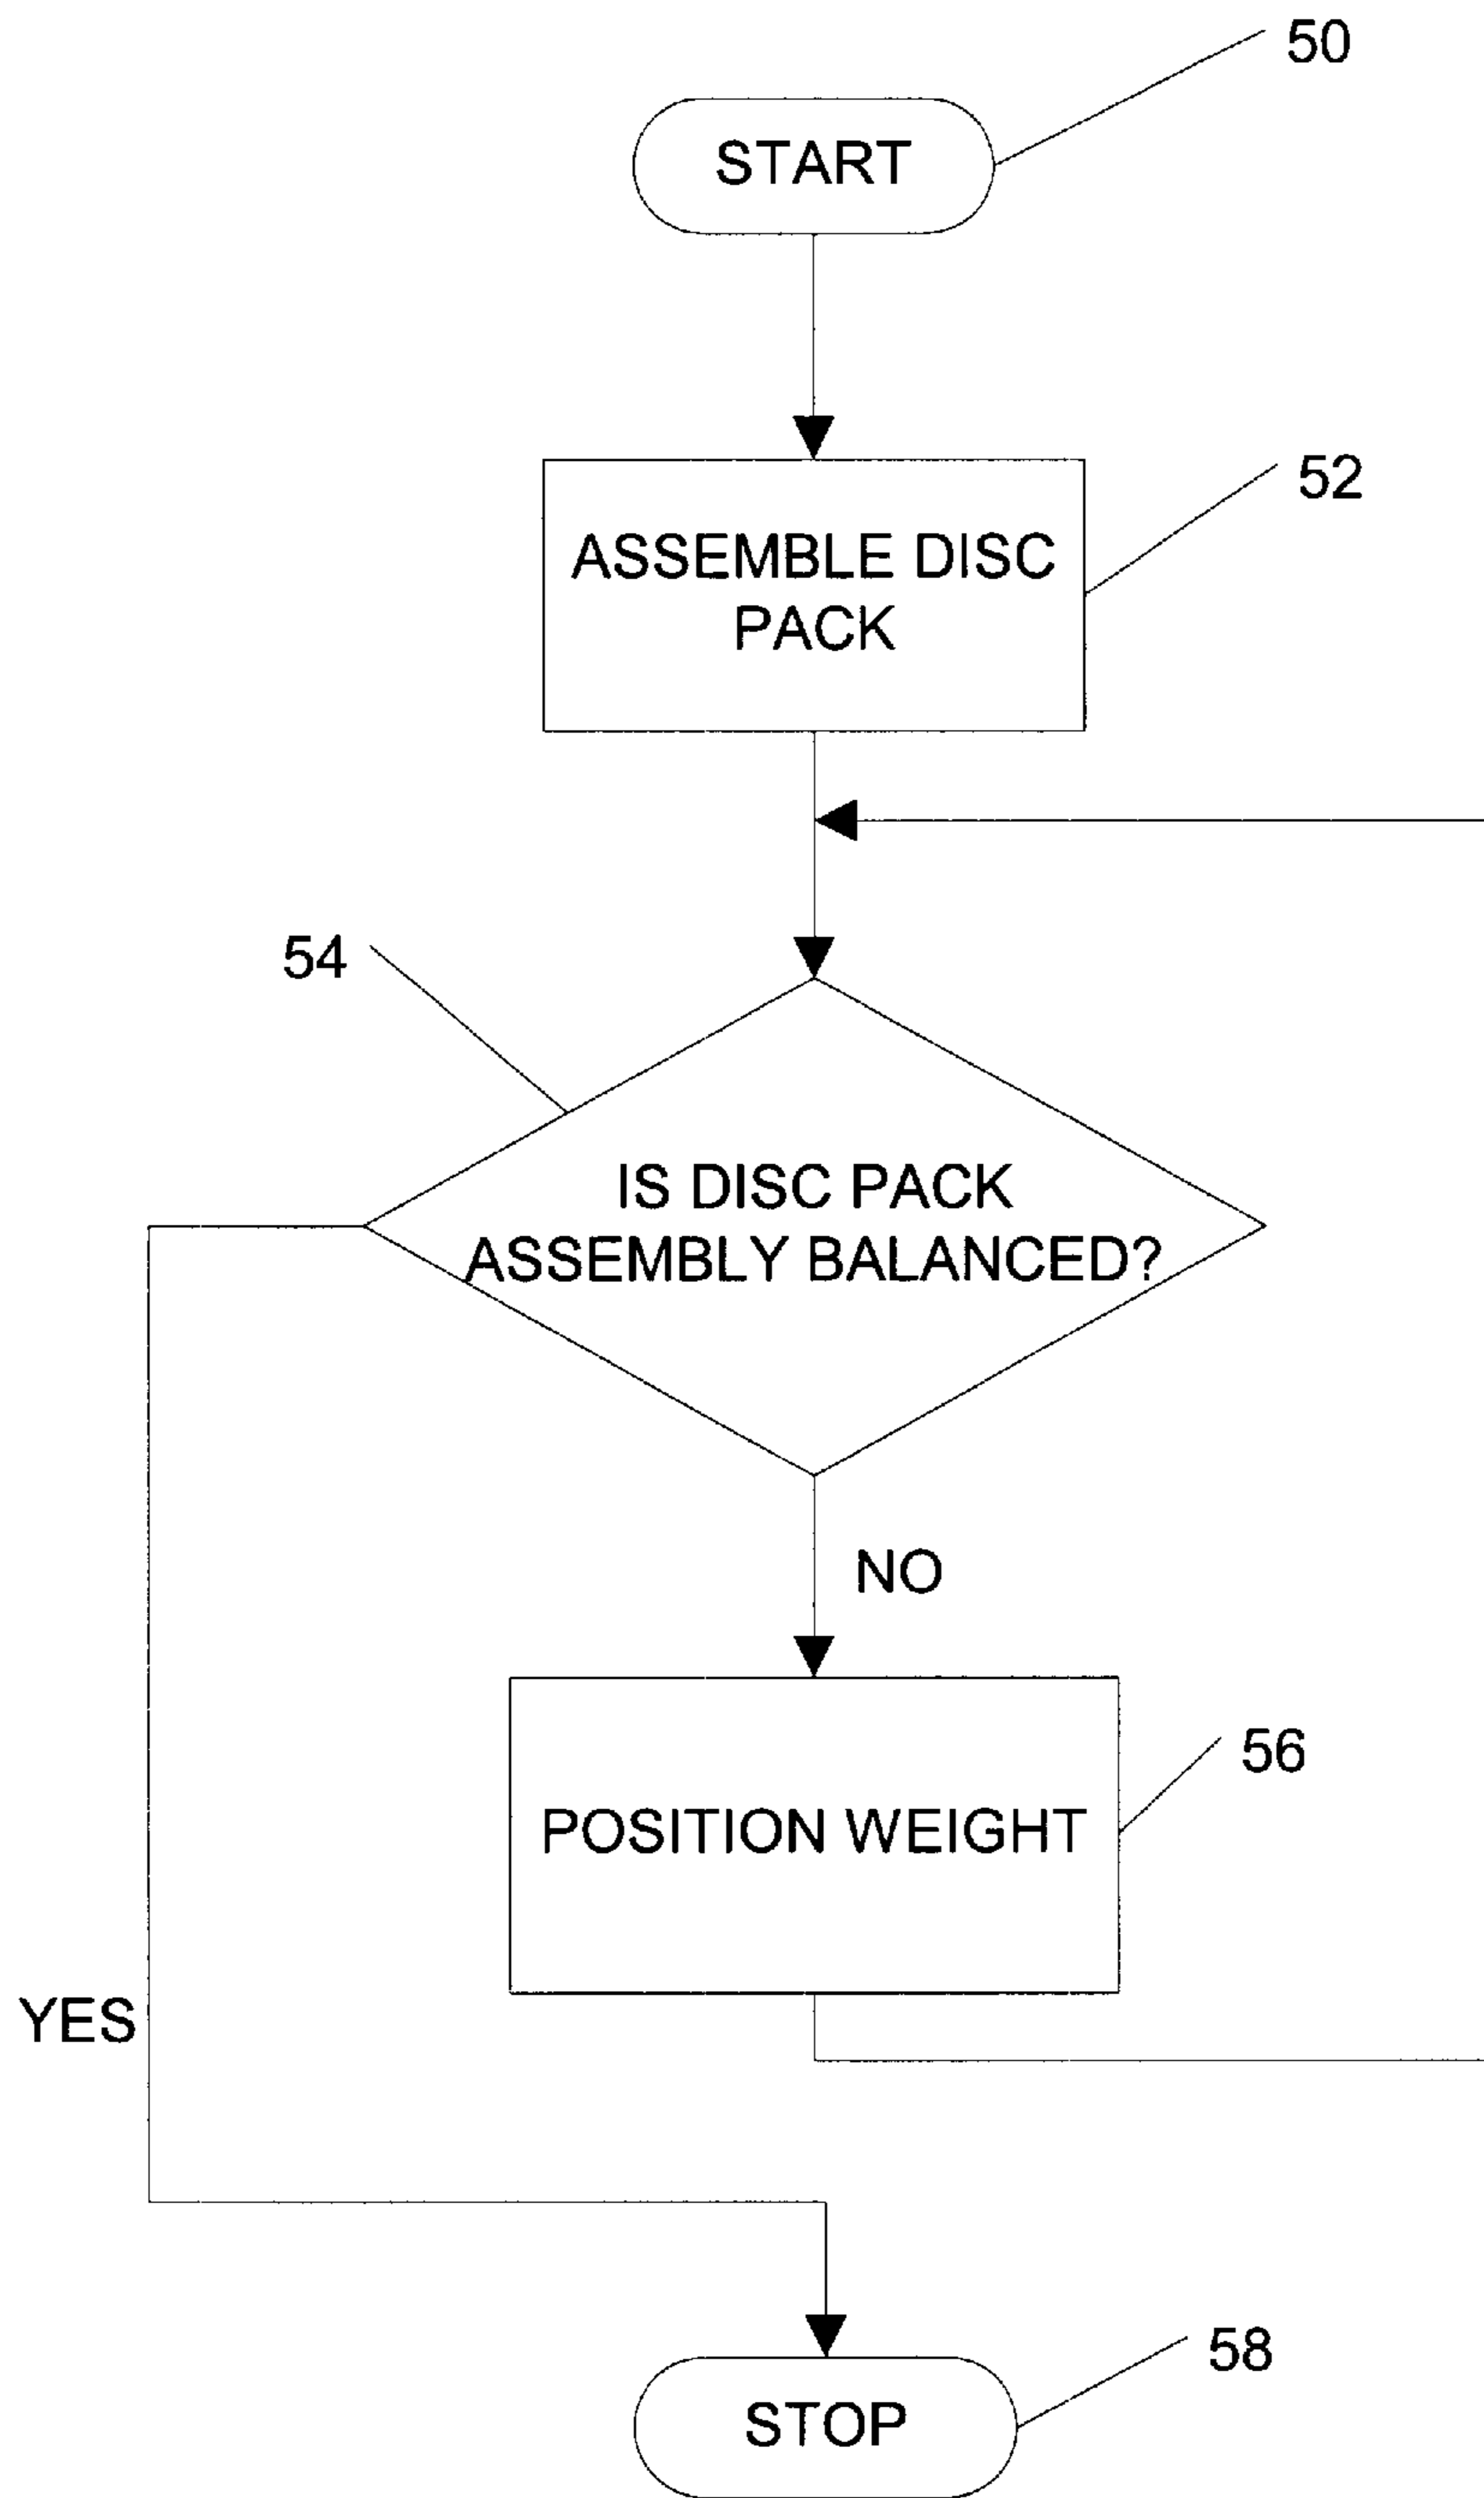 50
START
52
ASSEMBLE DISC
PACK
54
IS DISC PACK
ASSEMBLY BALANCED?
NO
56
POSITION WEIGHT
YES
58
STOP